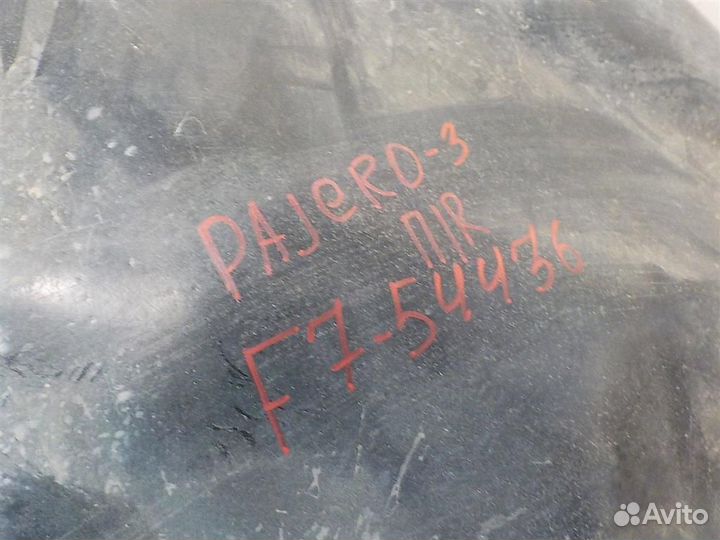 PAJeRO-3
П/R
F7-54436
Avito